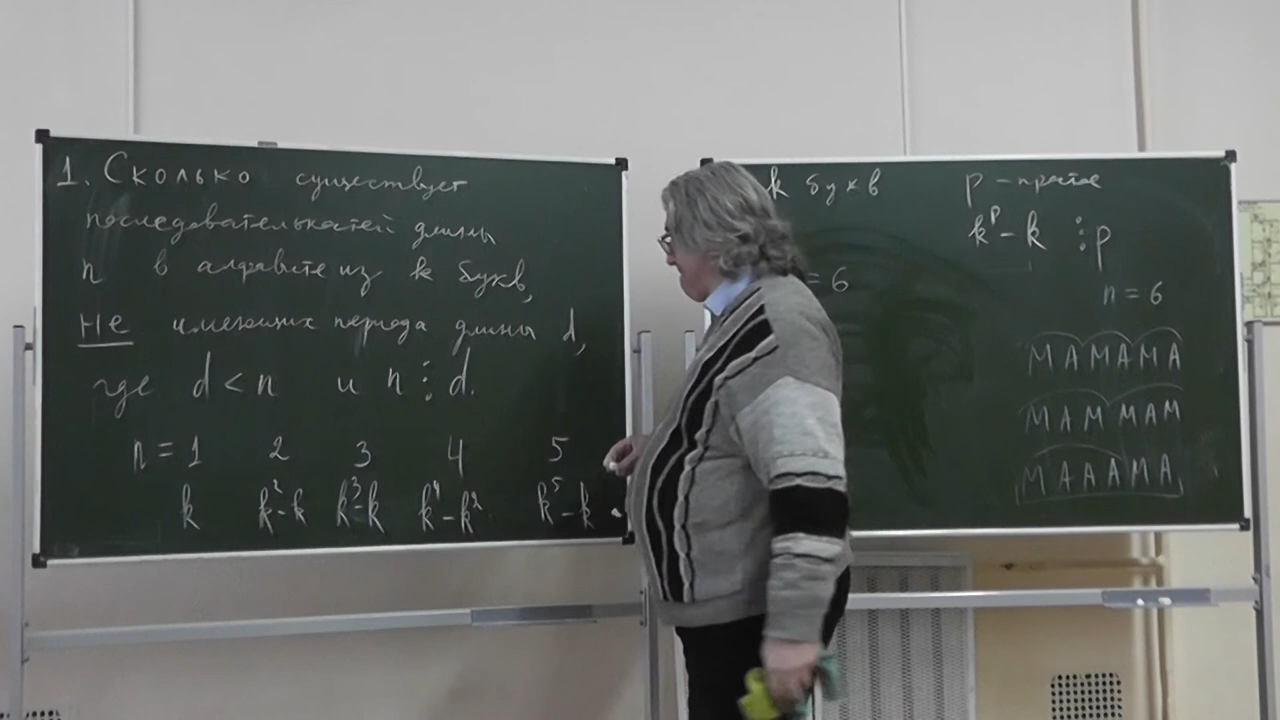 1. Сколько существует
последовательностей длины
n в алфавите из k букв,
не имеющих периода длины d,
где d < n и n ⋮ d.
n = 1 2 3 4 5
k k²-k k³-k k⁴-k² k⁵-k
k букв p - простое
kᵖ - k ⋮ p
= 6
n = 6
МАМАМА
МАММАМ
МАААМА